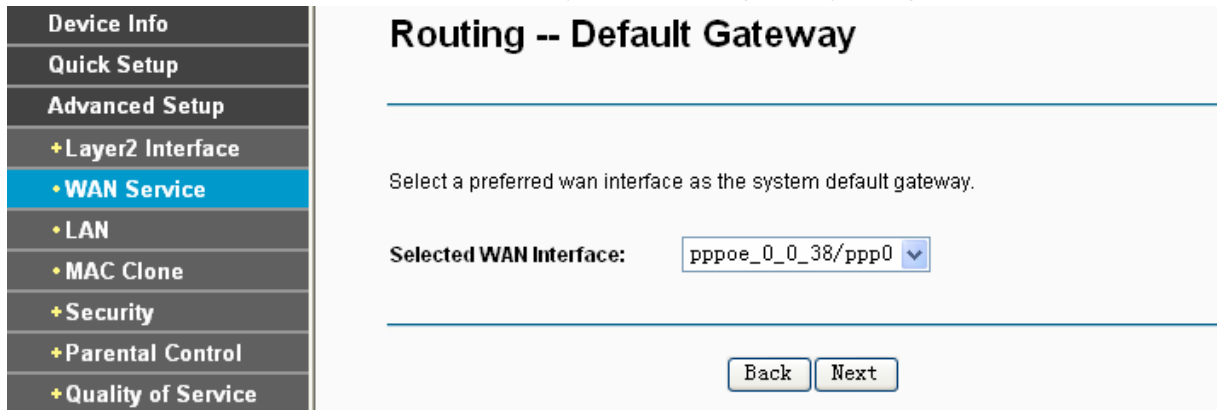 Device Info
Quick Setup
Advanced Setup
+Layer2 Interface
•WAN Service
•LAN
•MAC Clone
+Security
+Parental Control
+Quality of Service
Routing -- Default Gateway
Select a preferred wan interface as the system default gateway.
Selected WAN Interface: pppoe_0_0_38/ppp0
Back Next